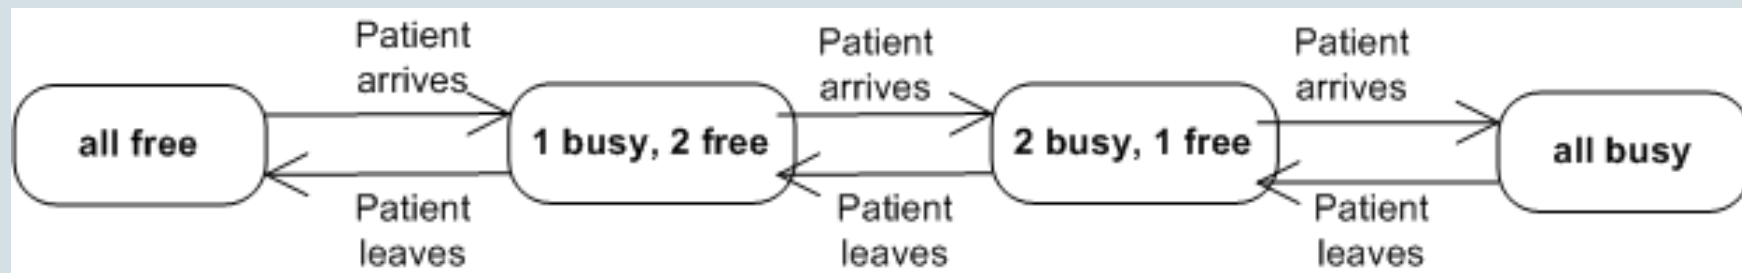 Patient
arrives
Patient
arrives
Patient
arrives
all free
1 busy, 2 free
2 busy, 1 free
all busy
Patient
leaves
Patient
leaves
Patient
leaves